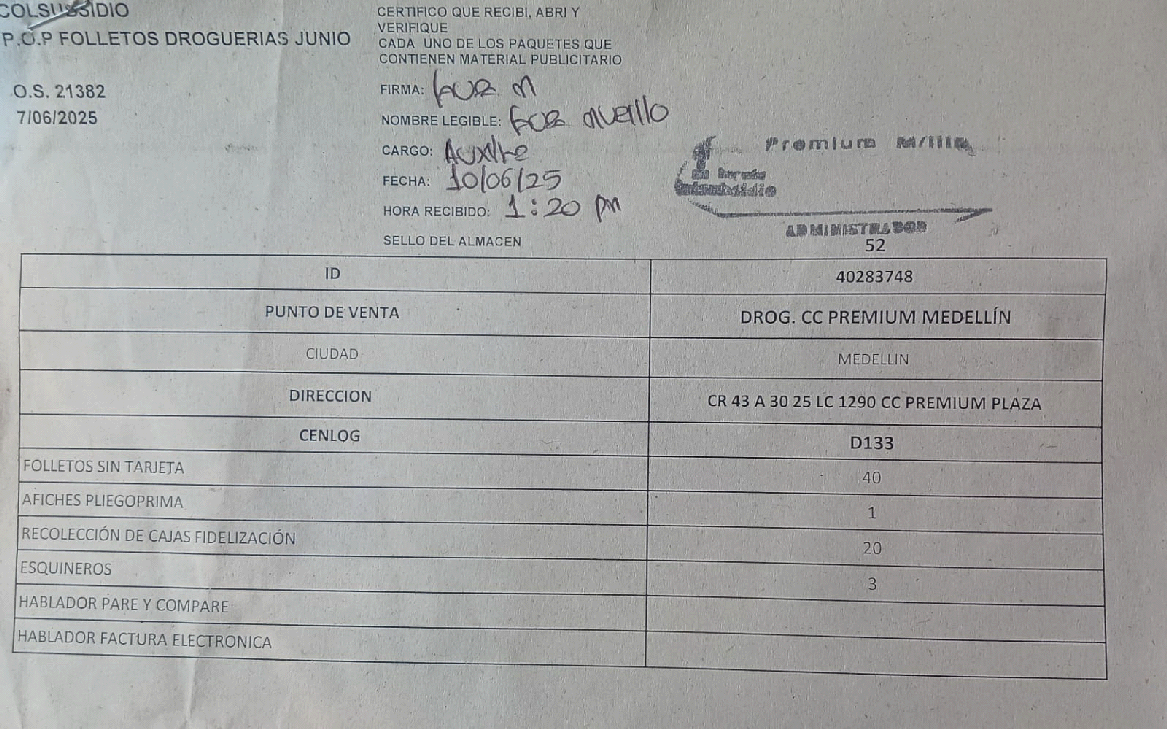 COLSUBSIDIO
P.O.P FOLLETOS DROGUERIAS JUNIO
O.S. 21382
7/06/2025
CERTIFICO QUE RECIBI, ABRI Y
VERIFIQUE
CADA UNO DE LOS PAQUETES QUE
CONTIENEN MATERIAL PUBLICITARIO
FIRMA:
NOMBRE LEGIBLE:
CARGO:
FECHA: 10/06/25
HORA RECIBIDO: 1:20 pm
SELLO DEL ALMACEN
Premium
ADMINISTRADOR
52
ID 40283748
PUNTO DE VENTA DROG. CC PREMIUM MEDELLÍN
CIUDAD MEDELLIN
DIRECCION CR 43 A 30 25 LC 1290 CC PREMIUM PLAZA
CENLOG D133
FOLLETOS SIN TARJETA 40
AFICHES PLIEGOPRIMA 1
RECOLECCIÓN DE CAJAS FIDELIZACIÓN 20
ESQUINEROS 3
HABLADOR PARE Y COMPARE
HABLADOR FACTURA ELECTRONICA